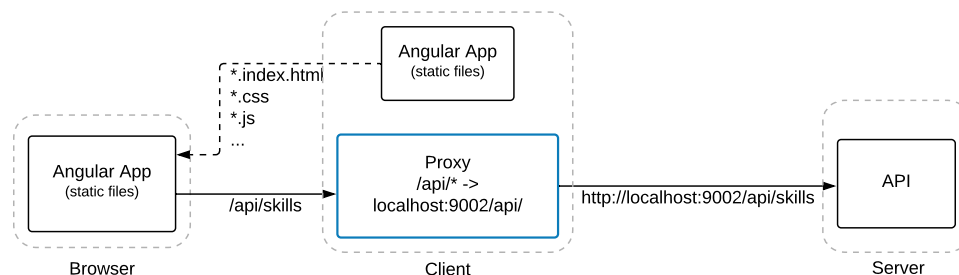 Angular App
(static files)
*.index.html
*.css
*.js
...
Angular App
(static files)
/api/skills
Proxy
/api/* ->
localhost:9002/api/
http://localhost:9002/api/skills
API
Browser
Client
Server